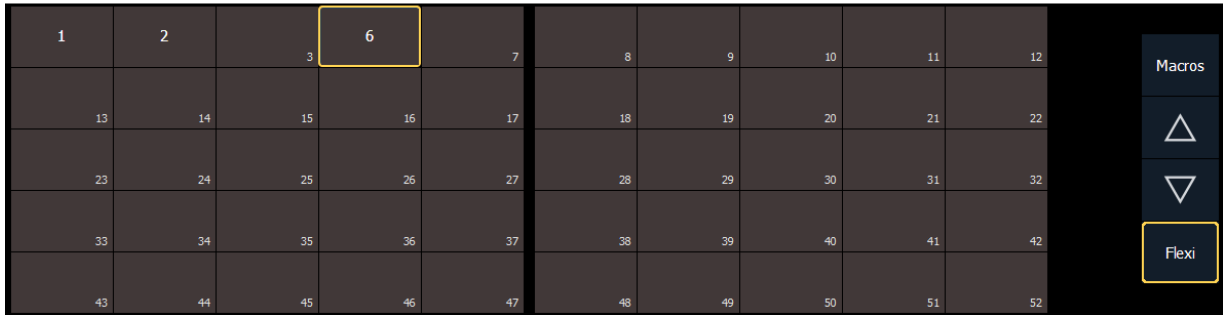 1 2 3 6 7 8 9 10 11 12
Macros
13 14 15 16 17 18 19 20 21 22
23 24 25 26 27 28 29 30 31 32
33 34 35 36 37 38 39 40 41 42
Flexi
43 44 45 46 47 48 49 50 51 52